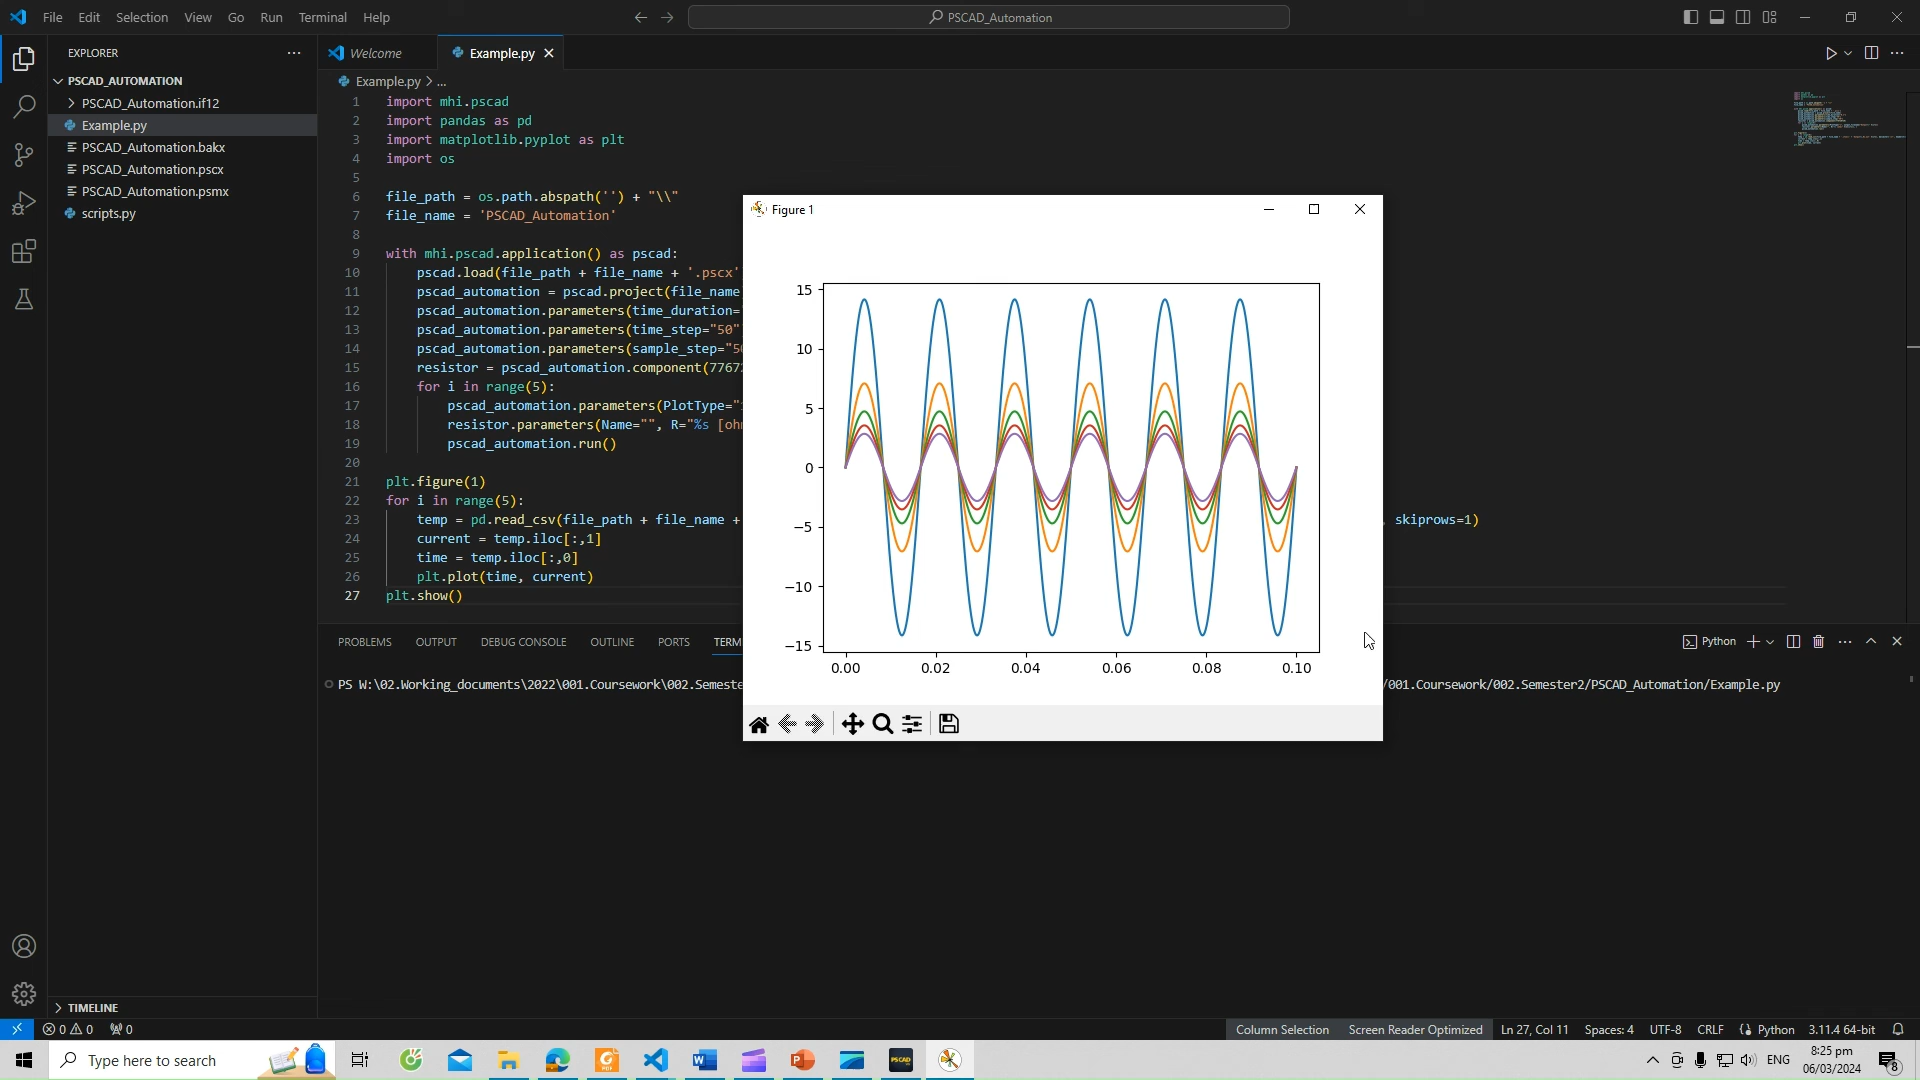 File Edit Selection View Go Run Terminal Help
PSCAD_Automation
EXPLORER
PSCAD_AUTOMATION
PSCAD_Automation.if12
Example.py
PSCAD_Automation.bakx
PSCAD_Automation.pscx
PSCAD_Automation.psmx
scripts.py
TIMELINE
Welcome
Example.py
Example.py > ...
1 import mhi.pscad
2 import pandas as pd
3 import matplotlib.pyplot as plt
4 import os
5
6 file_path = os.path.abspath('') + "\\"
7 file_name = 'PSCAD_Automation'
8
9 with mhi.pscad.application() as pscad:
10 pscad.load(file_path + file_name + '.pscx'
11 pscad_automation = pscad.project(file_name
12 pscad_automation.parameters(time_duration=
13 pscad_automation.parameters(time_step="50"
14 pscad_automation.parameters(sample_step="50
15 resistor = pscad_automation.component(7767
16 for i in range(5):
17 pscad_automation.parameters(PlotType="
18 resistor.parameters(Name="", R="%s [oh
19 pscad_automation.run()
20
21 plt.figure(1)
22 for i in range(5):
23 temp = pd.read_csv(file_path + file_name + , skiprows=1)
24 current = temp.iloc[:,1]
25 time = temp.iloc[:,0]
26 plt.plot(time, current)
27 plt.show()
Figure 1
15
10
5
0
−5
−10
−15
0.00 0.02 0.04 0.06 0.08 0.10
PROBLEMS OUTPUT DEBUG CONSOLE OUTLINE PORTS TERM
Python
PS W:\02.Working_documents\2022\001.Coursework\002.Semeste /001.Coursework/002.Semester2/PSCAD_Automation/Example.py
0 0 0
Column Selection Screen Reader Optimized Ln 27, Col 11 Spaces: 4 UTF-8 CRLF Python 3.11.4 64-bit
Type here to search
PSCAD
ENG
8:25 pm
06/03/2024
8